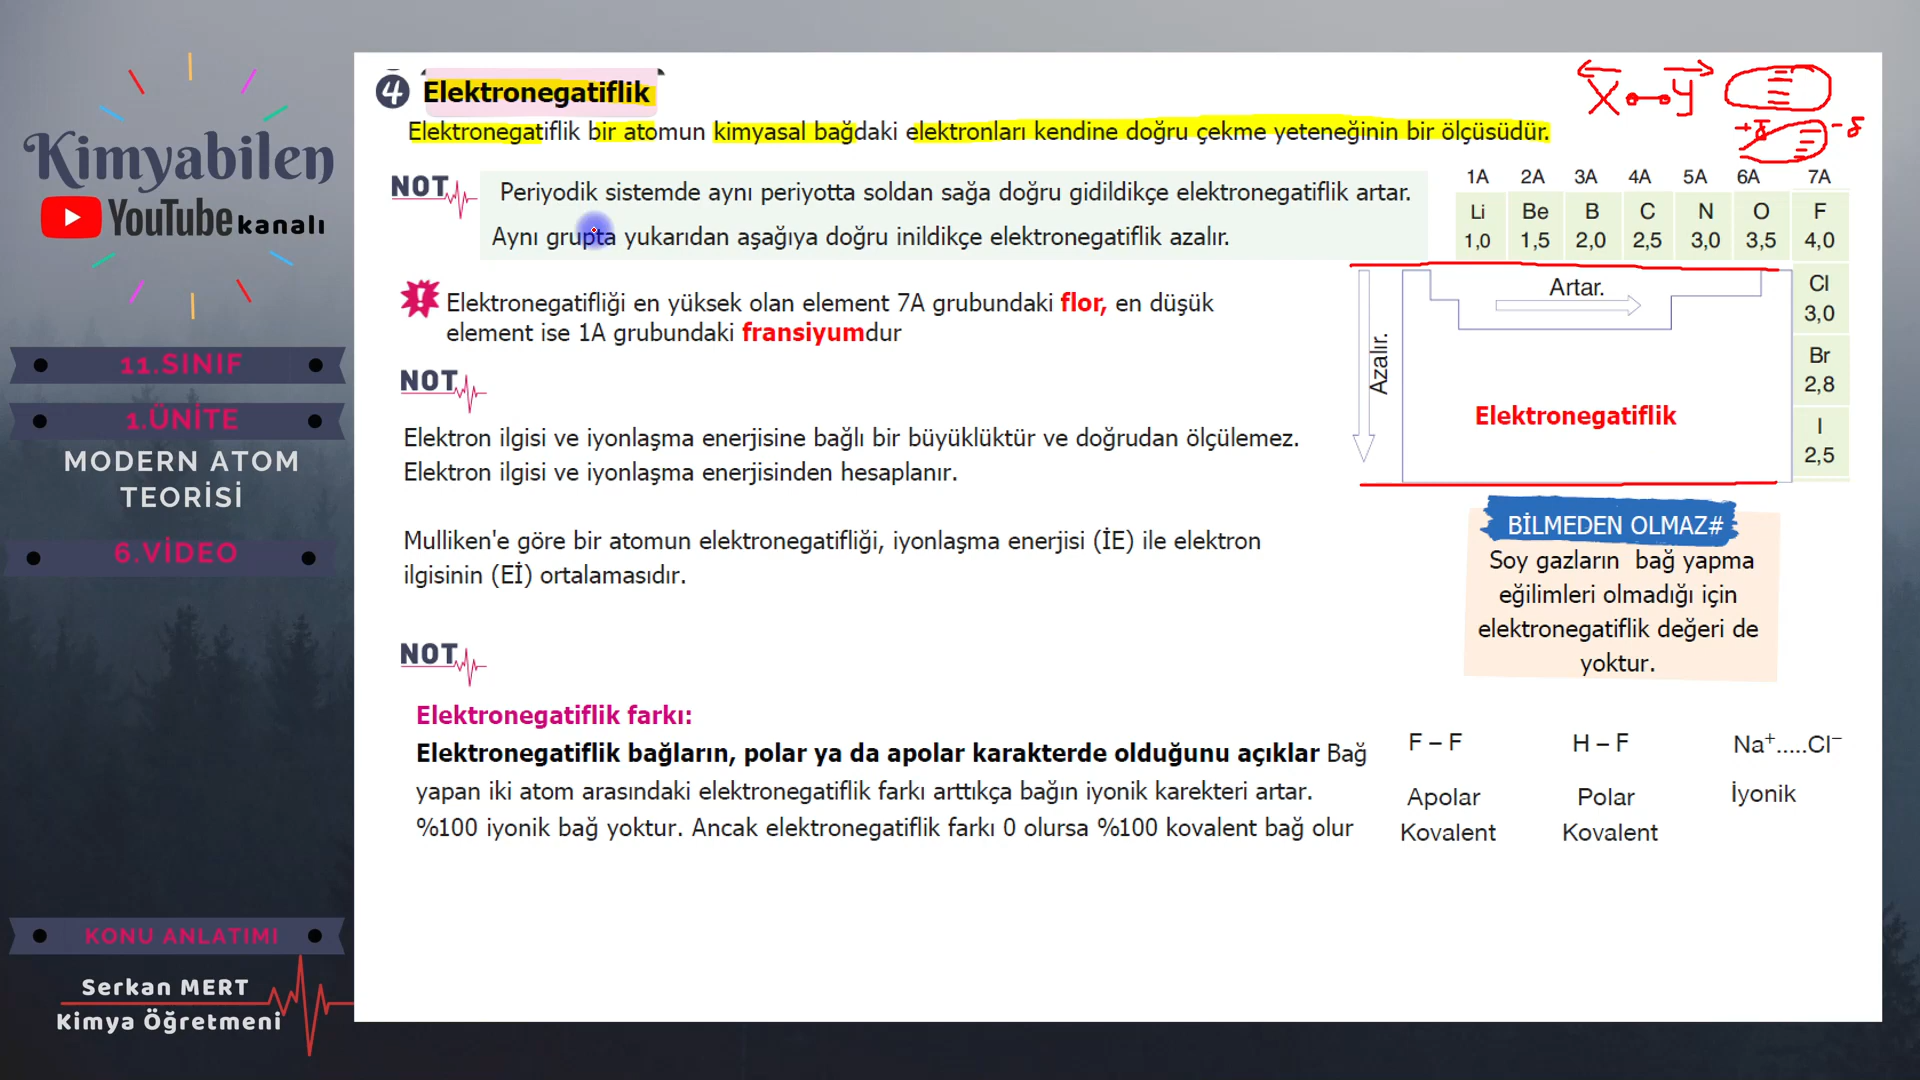 Kimyabilen
YouTube kanalı
11.SINIF
1.ÜNİTE
MODERN ATOM
TEORİSİ
6.VİDEO
KONU ANLATIMI
Serkan MERT
Kimya Öğretmeni
4 Elektronegatiflik
Elektronegatiflik bir atomun kimyasal bağdaki elektronları kendine doğru çekme yeteneğinin bir ölçüsüdür.
X Y
+δ -δ
NOT
Periyodik sistemde aynı periyotta soldan sağa doğru gidildikçe elektronegatiflik artar.
Aynı grupta yukarıdan aşağıya doğru inildikçe elektronegatiflik azalır.
1A 2A 3A 4A 5A 6A 7A
Li Be B C N O F
1,0 1,5 2,0 2,5 3,0 3,5 4,0
Cl
3,0
Br
2,8
I
2,5
Artar.
Azalır.
Elektronegatiflik
! Elektronegatifliği en yüksek olan element 7A grubundaki flor, en düşük
element ise 1A grubundaki fransiyumdur
NOT
Elektron ilgisi ve iyonlaşma enerjisine bağlı bir büyüklüktür ve doğrudan ölçülemez.
Elektron ilgisi ve iyonlaşma enerjisinden hesaplanır.
Mulliken'e göre bir atomun elektronegatifliği, iyonlaşma enerjisi (İE) ile elektron
ilgisinin (Eİ) ortalamasıdır.
BİLMEDEN OLMAZ#
Soy gazların bağ yapma
eğilimleri olmadığı için
elektronegatiflik değeri de
yoktur.
NOT
Elektronegatiflik farkı:
Elektronegatiflik bağların, polar ya da apolar karakterde olduğunu açıklar Bağ
yapan iki atom arasındaki elektronegatiflik farkı arttıkça bağın iyonik karekteri artar.
%100 iyonik bağ yoktur. Ancak elektronegatiflik farkı 0 olursa %100 kovalent bağ olur
F – F H – F Na⁺.....Cl⁻
Apolar Polar İyonik
Kovalent Kovalent